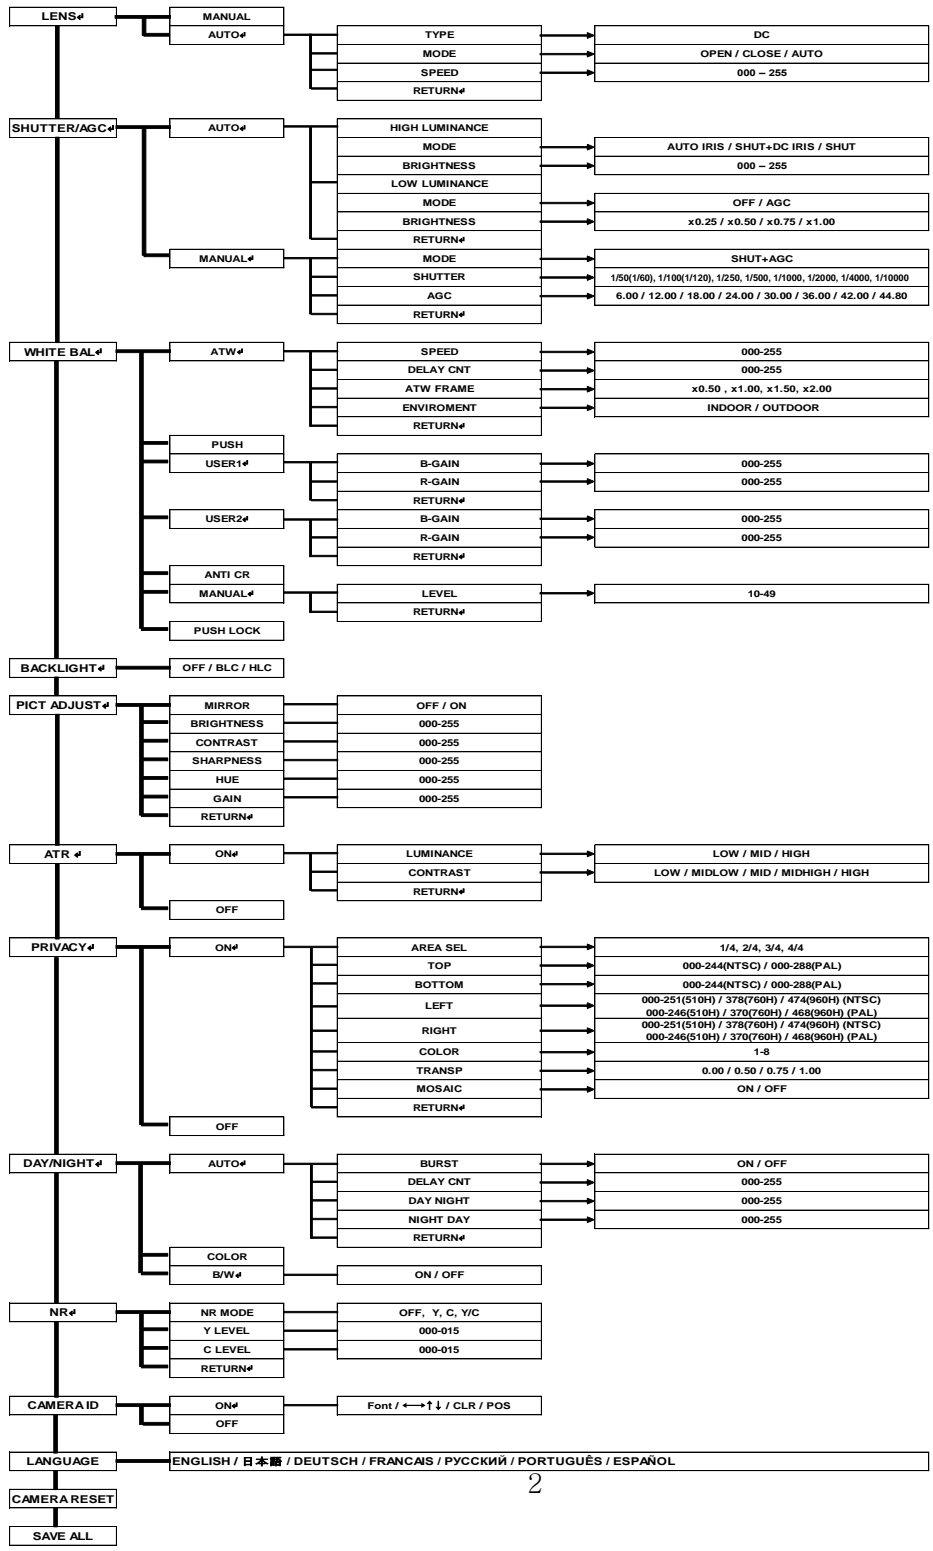 LENS↵ MANUAL
AUTO↵ TYPE DC
MODE OPEN / CLOSE / AUTO
SPEED 000 – 255
RETURN↵
SHUTTER/AGC↵ AUTO↵ HIGH LUMINANCE
MODE AUTO IRIS / SHUT+DC IRIS / SHUT
BRIGHTNESS 000 – 255
LOW LUMINANCE
MODE OFF / AGC
BRIGHTNESS x0.25 / x0.50 / x0.75 / x1.00
RETURN↵
MANUAL↵ MODE SHUT+AGC
SHUTTER 1/50(1/60), 1/100(1/120), 1/250, 1/500, 1/1000, 1/2000, 1/4000, 1/10000
AGC 6.00 / 12.00 / 18.00 / 24.00 / 30.00 / 36.00 / 42.00 / 44.80
RETURN↵
WHITE BAL↵ ATW↵ SPEED 000-255
DELAY CNT 000-255
ATW FRAME x0.50 , x1.00, x1.50, x2.00
ENVIROMENT INDOOR / OUTDOOR
RETURN↵
PUSH
USER1↵ B-GAIN 000-255
R-GAIN 000-255
RETURN↵
USER2↵ B-GAIN 000-255
R-GAIN 000-255
RETURN↵
ANTI CR
MANUAL↵ LEVEL 10-49
RETURN↵
PUSH LOCK
BACKLIGHT↵ OFF / BLC / HLC
PICT ADJUST↵ MIRROR OFF / ON
BRIGHTNESS 000-255
CONTRAST 000-255
SHARPNESS 000-255
HUE 000-255
GAIN 000-255
RETURN↵
ATR ↵ ON↵ LUMINANCE LOW / MID / HIGH
CONTRAST LOW / MIDLOW / MID / MIDHIGH / HIGH
RETURN↵
OFF
PRIVACY↵ ON↵ AREA SEL 1/4, 2/4, 3/4, 4/4
TOP 000-244(NTSC) / 000-288(PAL)
BOTTOM 000-244(NTSC) / 000-288(PAL)
LEFT 000-251(510H) / 378(760H) / 474(960H) (NTSC)
000-246(510H) / 370(760H) / 468(960H) (PAL)
RIGHT 000-251(510H) / 378(760H) / 474(960H) (NTSC)
000-246(510H) / 370(760H) / 468(960H) (PAL)
COLOR 1-8
TRANSP 0.00 / 0.50 / 0.75 / 1.00
MOSAIC ON / OFF
RETURN↵
OFF
DAY/NIGHT↵ AUTO↵ BURST ON / OFF
DELAY CNT 000-255
DAY NIGHT 000-255
NIGHT DAY 000-255
RETURN↵
COLOR
B/W↵ ON / OFF
NR↵ NR MODE OFF, Y, C, Y/C
Y LEVEL 000-015
C LEVEL 000-015
RETURN↵
CAMERA ID ON↵ Font / ←→↑↓ / CLR / POS
OFF
LANGUAGE ENGLISH / 日本語 / DEUTSCH / FRANCAIS / РУССКИЙ / PORTUGUÊS / ESPAÑOL
2
CAMERA RESET
SAVE ALL